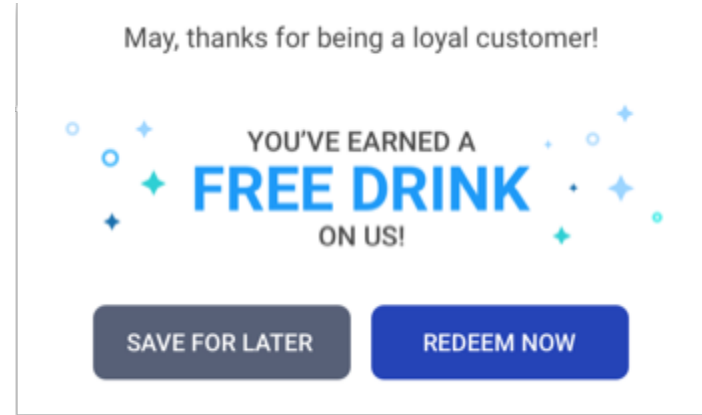 May, thanks for being a loyal customer!
YOU’VE EARNED A
FREE DRINK
ON US!
SAVE FOR LATER
REDEEM NOW